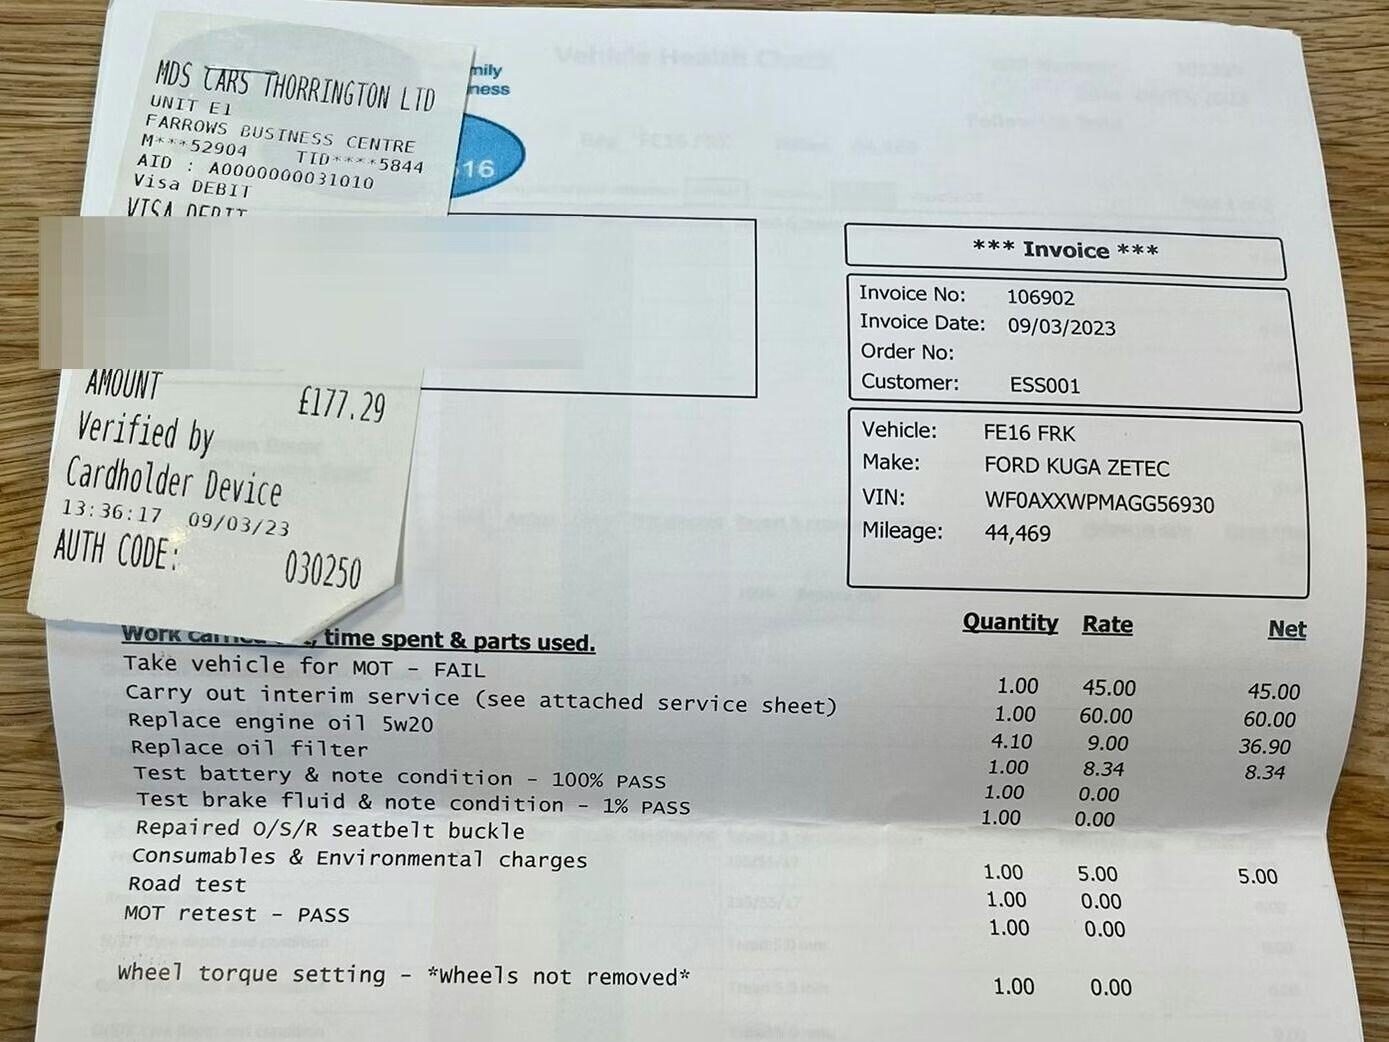 MDS CARS THORRINGTON LTD
UNIT E1
FARROWS BUSINESS CENTRE
M***52904 TID****5844
AID : A0000000031010
Visa DEBIT
VISA DEBIT
AMOUNT £177.29
Verified by
Cardholder Device
13:36:17 09/03/23
AUTH CODE: 030250
mily
ness
16
*** Invoice ***
Invoice No: 106902
Invoice Date: 09/03/2023
Order No:
Customer: ESS001
Vehicle: FE16 FRK
Make: FORD KUGA ZETEC
VIN: WF0AXXWPMAGG56930
Mileage: 44,469
Quantity Rate Net
Work carried , time spent & parts used.
Take vehicle for MOT - FAIL 1.00 45.00 45.00
Carry out interim service (see attached service sheet) 1.00 60.00 60.00
Replace engine oil 5w20 4.10 9.00 36.90
Replace oil filter 1.00 8.34 8.34
Test battery & note condition - 100% PASS 1.00 0.00
Test brake fluid & note condition - 1% PASS 1.00 0.00
Repaired O/S/R seatbelt buckle
Consumables & Environmental charges 1.00 5.00 5.00
Road test 1.00 0.00
MOT retest - PASS 1.00 0.00
Wheel torque setting - *Wheels not removed* 1.00 0.00